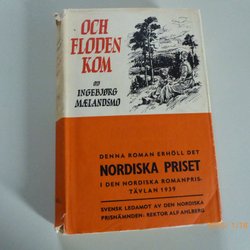 OCH
FLODEN
KOM
av
INGEBJØRG
MÆLANDSMO
DENNA ROMAN ERHÖLL DET
NORDISKA PRISET
I DEN NORDISKA ROMANPRIS-
TÄVLAN 1939
SVENSK LEDAMOT AV DEN NORDISKA
PRISNÄMNDEN: REKTOR ALF AHLBERG